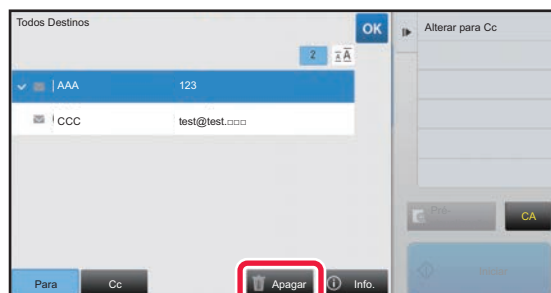 Todos Destinos
OK
Alterar para Cc
2
AAA 123
CCC test@test.□□□
CA
Para Cc Apagar Info.